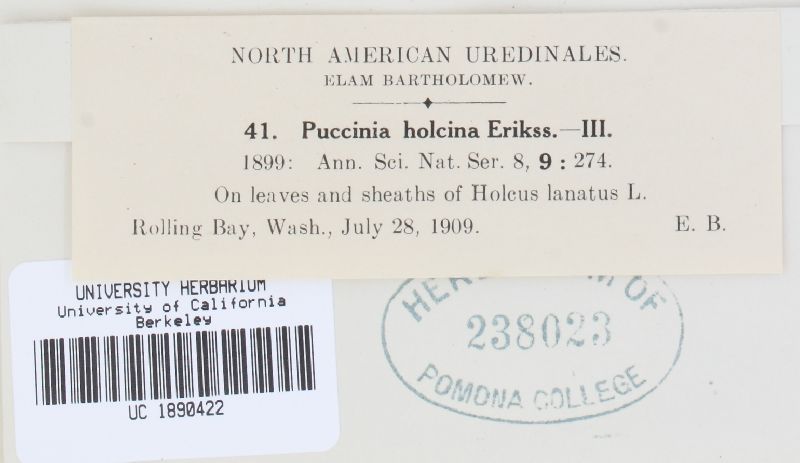 NORTH AMERICAN UREDINALES.
ELAM BARTHOLOMEW.
41. Puccinia holcina Erikss.—III.
1899: Ann. Sci. Nat. Ser. 8, 9 : 274.
On leaves and sheaths of Holcus lanatus L.
Rolling Bay, Wash., July 28, 1909. E. B.
UNIVERSITY HERBARIUM
University of California
Berkeley
UC 1890422
OF
238023
POMONA COLLEGE